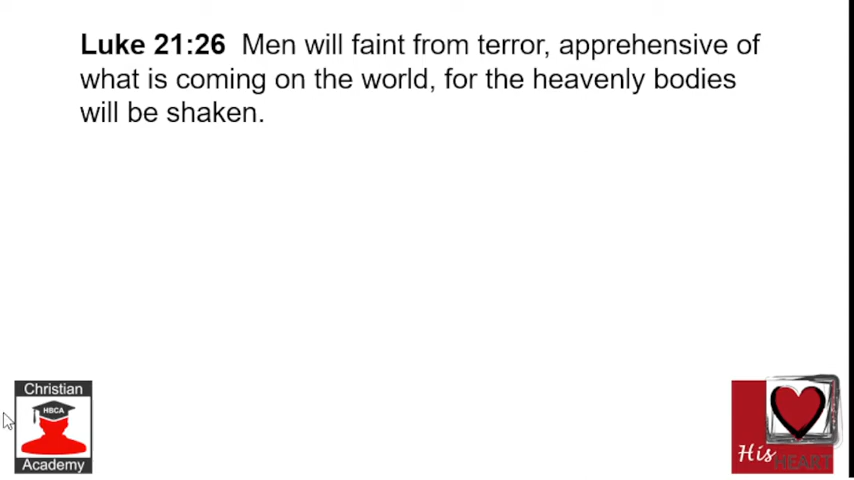 Luke 21:26 Men will faint from terror, apprehensive of
what is coming on the world, for the heavenly bodies
will be shaken.
Christian
HBCA
Academy
His
HEART